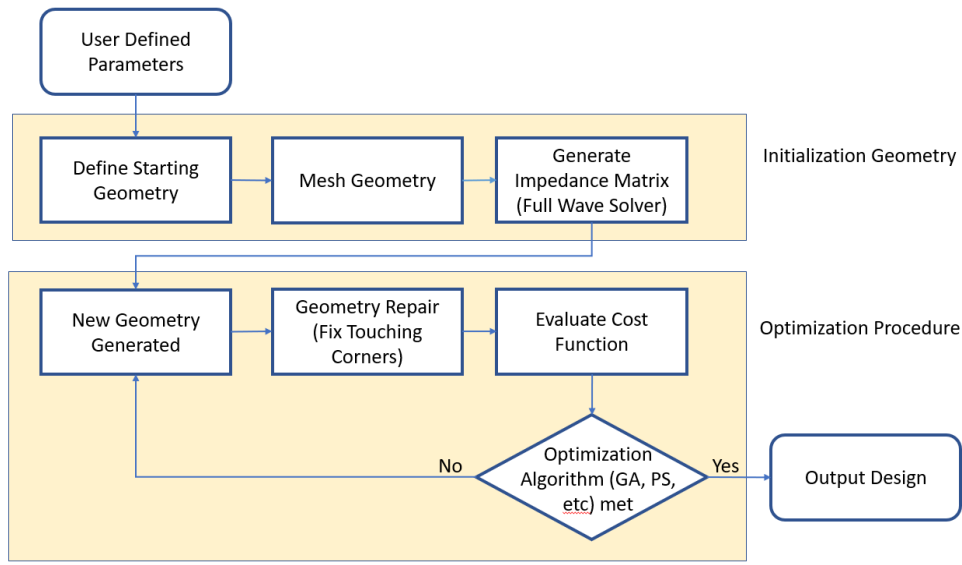 User Defined
Parameters
Define Starting
Geometry
Mesh Geometry
Generate
Impedance Matrix
(Full Wave Solver)
Initialization Geometry
New Geometry
Generated
Geometry Repair
(Fix Touching
Corners)
Evaluate Cost
Function
Optimization Procedure
No
Optimization
Algorithm (GA, PS,
etc) met
Yes
Output Design